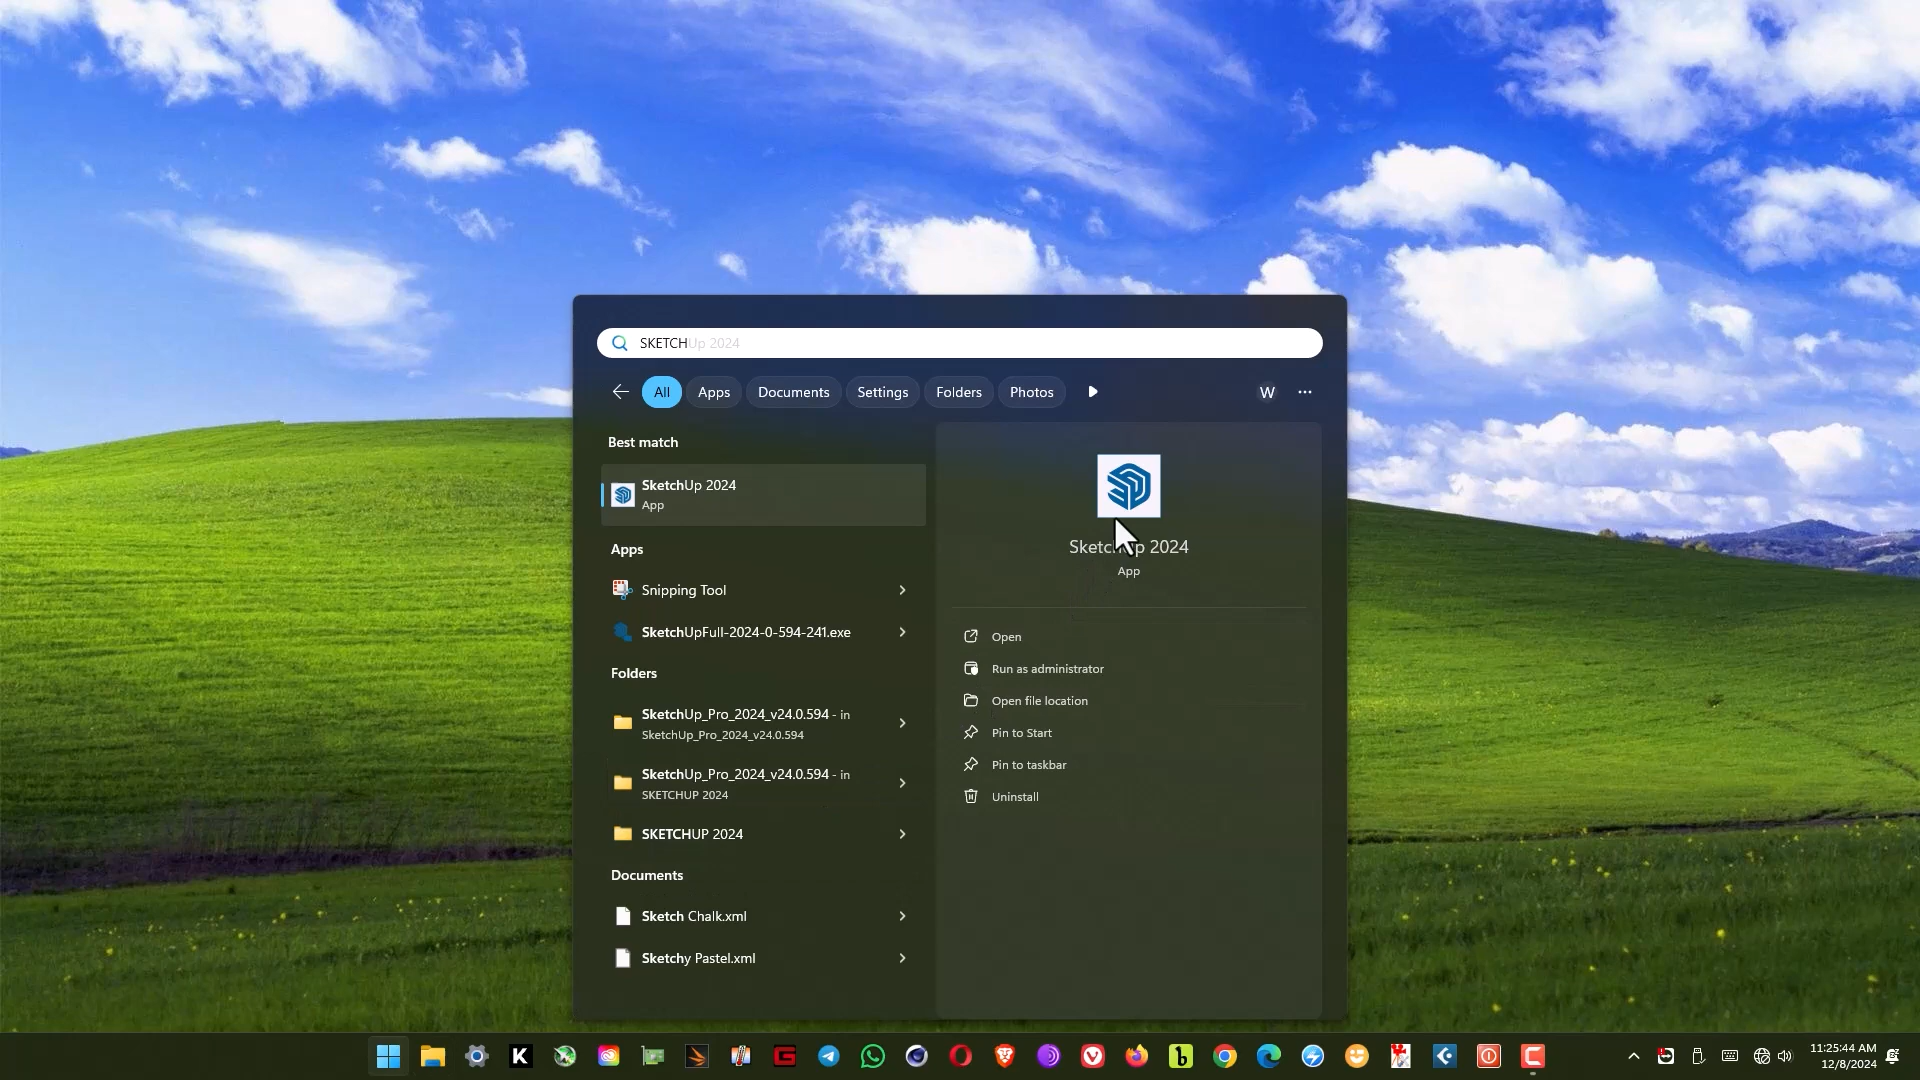 SKETCHUp 2024
All
Apps
Documents
Settings
Folders
Photos
W
Best match
SketchUp 2024
App
Apps
Snipping Tool
SketchUpFull-2024-0-594-241.exe
Folders
SketchUp_Pro_2024_v24.0.594 - in
SketchUp_Pro_2024_v24.0.594
SketchUp_Pro_2024_v24.0.594 - in
SKETCHUP 2024
SKETCHUP 2024
Documents
Sketch Chalk.xml
Sketchy Pastel.xml
SketchUp 2024
App
Open
Run as administrator
Open file location
Pin to Start
Pin to taskbar
Uninstall
11:25:44 AM
12/8/2024